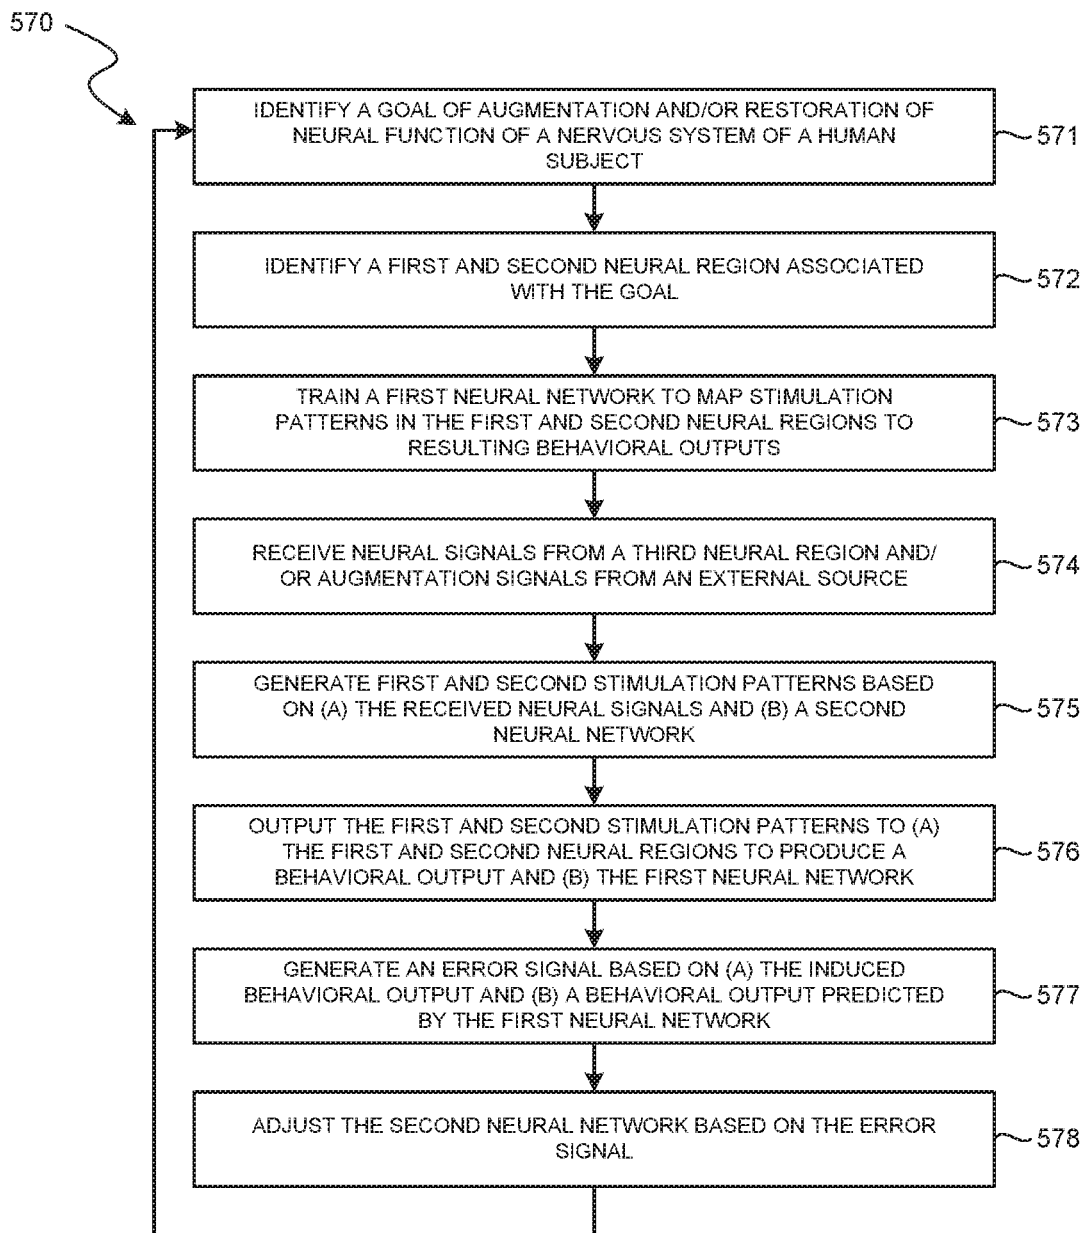 570
IDENTIFY A GOAL OF AUGMENTATION AND/OR RESTORATION OF
NEURAL FUNCTION OF A NERVOUS SYSTEM OF A HUMAN
SUBJECT
571
IDENTIFY A FIRST AND SECOND NEURAL REGION ASSOCIATED
WITH THE GOAL
572
TRAIN A FIRST NEURAL NETWORK TO MAP STIMULATION
PATTERNS IN THE FIRST AND SECOND NEURAL REGIONS TO
RESULTING BEHAVIORAL OUTPUTS
573
RECEIVE NEURAL SIGNALS FROM A THIRD NEURAL REGION AND/
OR AUGMENTATION SIGNALS FROM AN EXTERNAL SOURCE
574
GENERATE FIRST AND SECOND STIMULATION PATTERNS BASED
ON (A) THE RECEIVED NEURAL SIGNALS AND (B) A SECOND
NEURAL NETWORK
575
OUTPUT THE FIRST AND SECOND STIMULATION PATTERNS TO (A)
THE FIRST AND SECOND NEURAL REGIONS TO PRODUCE A
BEHAVIORAL OUTPUT AND (B) THE FIRST NEURAL NETWORK
576
GENERATE AN ERROR SIGNAL BASED ON (A) THE INDUCED
BEHAVIORAL OUTPUT AND (B) A BEHAVIORAL OUTPUT PREDICTED
BY THE FIRST NEURAL NETWORK
577
ADJUST THE SECOND NEURAL NETWORK BASED ON THE ERROR
SIGNAL
578